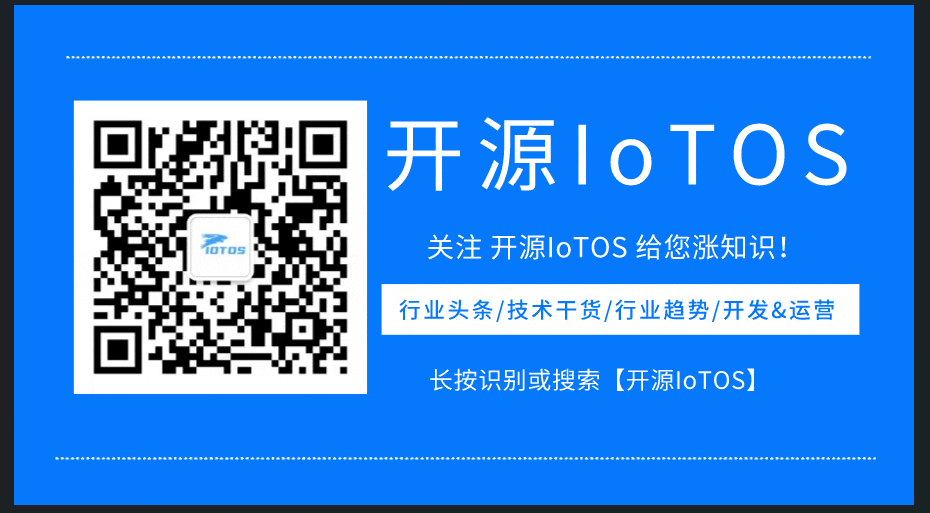 开源IoTOS
IOTOS
关注 开源IoTOS 给您涨知识！
行业头条/技术干货/行业趋势/开发&运营
长按识别或搜索【开源IoTOS】